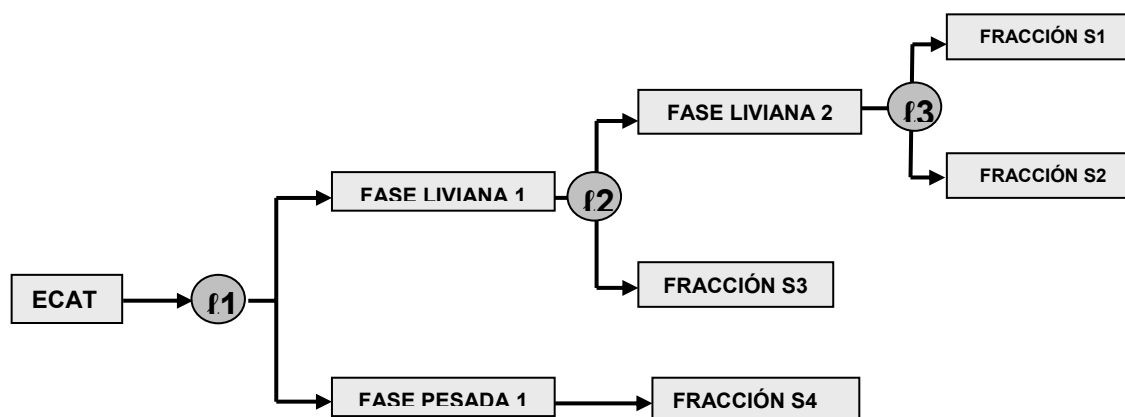 FRACCIÓN S1
FASE LIVIANA 2
ℓ3
FRACCIÓN S2
FASE LIVIANA 1
ℓ2
FRACCIÓN S3
ECAT
ℓ1
FASE PESADA 1
FRACCIÓN S4